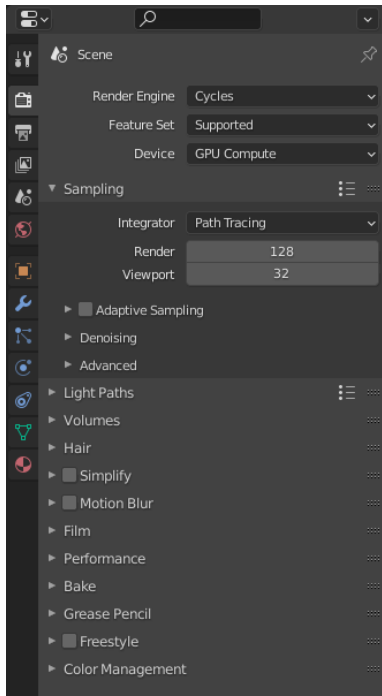 Scene
Render Engine Cycles
Feature Set Supported
Device GPU Compute
Sampling
Integrator Path Tracing
Render 128
Viewport 32
Adaptive Sampling
Denoising
Advanced
Light Paths
Volumes
Hair
Simplify
Motion Blur
Film
Performance
Bake
Grease Pencil
Freestyle
Color Management